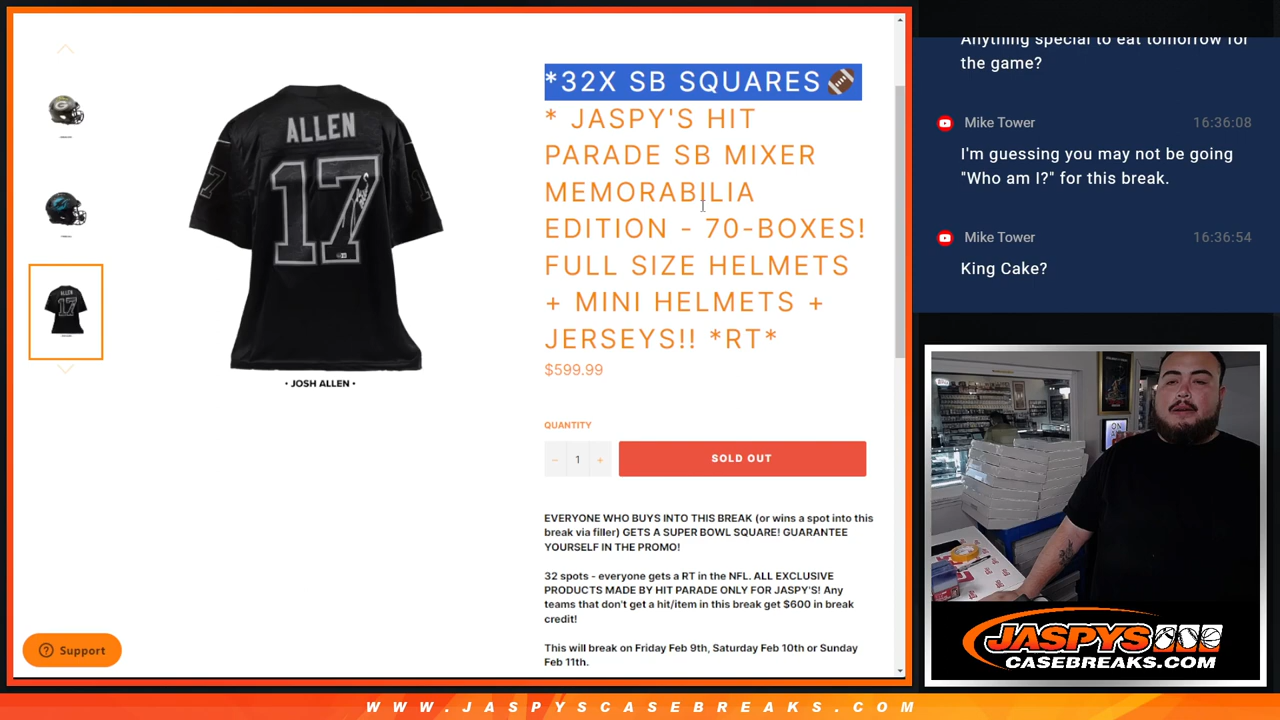 *32X SB SQUARES🏈
* JASPY'S HIT
PARADE SB MIXER
MEMORABILIA
EDITION - 70-BOXES!
FULL SIZE HELMETS
+ MINI HELMETS +
JERSEYS!! *RT*
$599.99
QUANTITY
− 1 +
SOLD OUT
EVERYONE WHO BUYS INTO THIS BREAK (or wins a spot into this
break via filler) GETS A SUPER BOWL SQUARE! GUARANTEE
YOURSELF IN THE PROMO!
32 spots - everyone gets a RT in the NFL. ALL EXCLUSIVE
PRODUCTS MADE BY HIT PARADE ONLY FOR JASPY'S! Any
teams that don't get a hit/item in this break get $600 in break
credit!
This will break on Friday Feb 9th, Saturday Feb 10th or Sunday
Feb 11th.
ALLEN
17
• JOSH ALLEN •
ALLEN
17
Support
Anything special to eat tomorrow for
the game?
Mike Tower 16:36:08
I'm guessing you may not be going
"Who am I?" for this break.
Mike Tower 16:36:54
King Cake?
JASPYS
CASEBREAKS.COM
WWW.JASPYSCASEBREAKS.COM